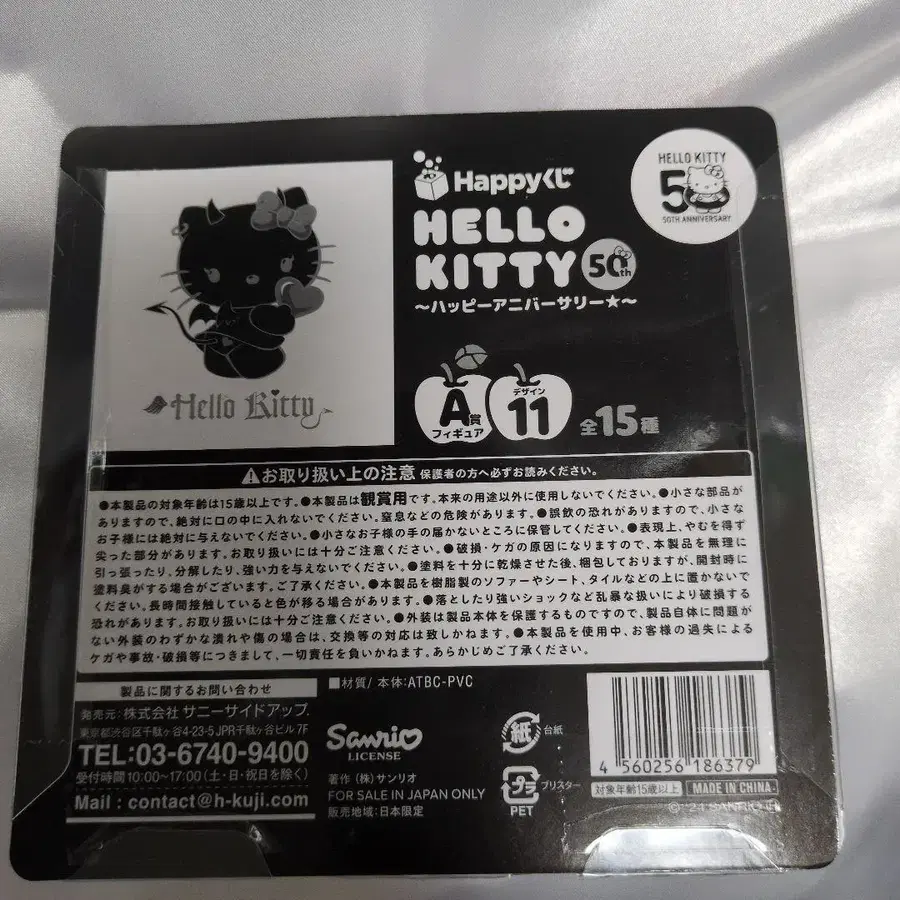 Happyくじ
HELLO
KITTY 50th
～ハッピーアニバーサリー★～
HELLO KITTY
50
50TH ANNIVERSARY
Hello Kitty
A賞
フィギュア
デザイン
11
全15種
⚠お取り扱い上の注意 保護者の方へ必ずお読みください。
●本製品の対象年齢は15歳以上です。●本製品は観賞用です。本来の用途以外に使用しないでください。●小さな部品が
ありますので、絶対に口の中に入れないでください。窒息などの危険があります。●誤飲の恐れがありますので、小さな
お子様には絶対に与えないでください。●小さなお子様の手の届かないところに保管してください。●表現上、やむを得ず
尖った部分があります。お取り扱いには十分ご注意ください。●破損・ケガの原因になりますので、本製品を無理に
引っ張ったり、分解したり、強い力を与えないでください。●塗料を十分に乾燥させた後、梱包しておりますが、開封時に
塗料臭がする場合がございます。ご了承ください。●本製品を樹脂製のソファーやシート、タイルなどの上に置かないで
ください。長時間接触していると色が移る場合があります。●落としたり強いショックなど乱暴な扱いにより破損する
恐れがあります。お取り扱いには十分ご注意ください。●外装は製品本体を保護するものですので、製品自体に問題が
ない外装のわずかな潰れや傷の場合は、交換等の対応は致しかねます。●本製品を使用中、お客様の過失による
ケガや事故・破損等につきまして、一切責任を負いかねます。あらかじめご了承ください。
製品に関するお問い合わせ
発売元：株式会社 サニーサイドアップ
東京都渋谷区千駄ヶ谷4-23-5 JPR千駄ヶ谷ビル 7F
TEL:03-6740-9400
受付時間10:00～17:00（土・日・祝日を除く）
Mail : contact@h-kuji.com
■材質／本体：ATBC-PVC
Sanrio
LICENSE
著作（株）サンリオ
FOR SALE IN JAPAN ONLY
販売地域：日本限定
紙 台紙
プラ ブリスター
PET
4 560256 186379
対象年齢15歳以上
MADE IN CHINA.
© '24 SANRIO